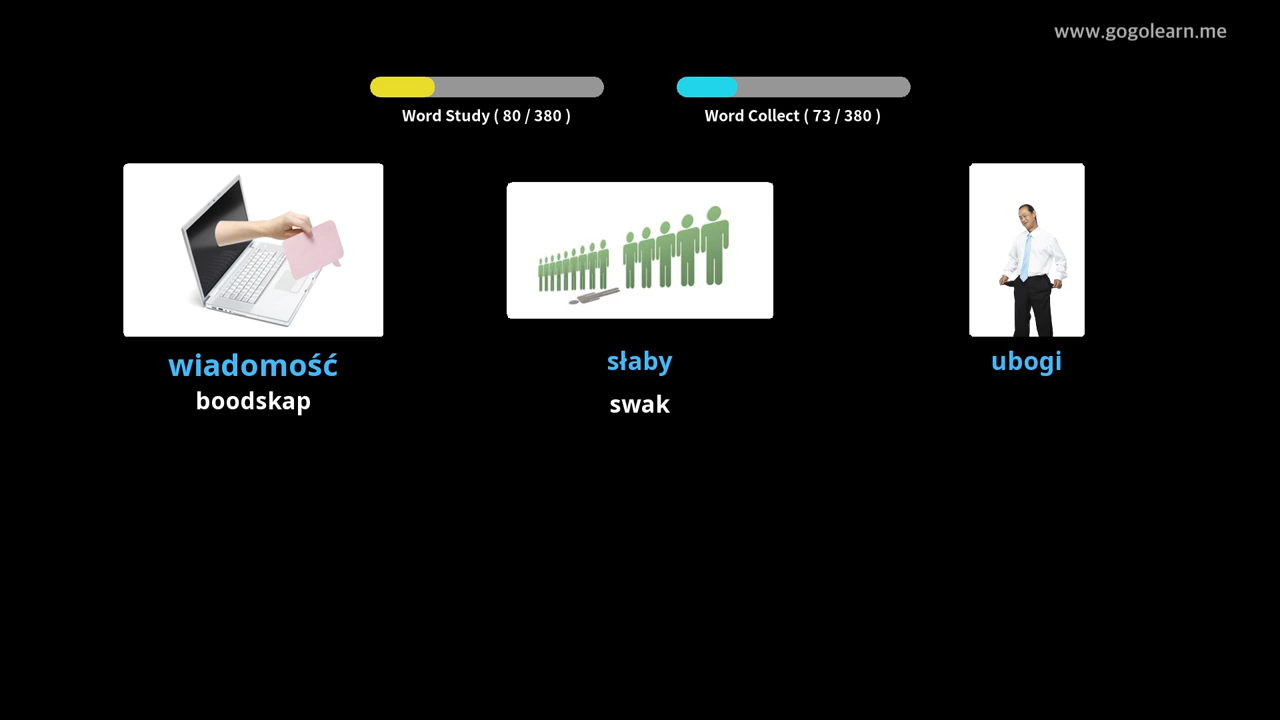 www.gogolearn.me
Word Study ( 80 / 380 )
Word Collect ( 73 / 380 )
wiadomość
boodskap
słaby
swak
ubogi